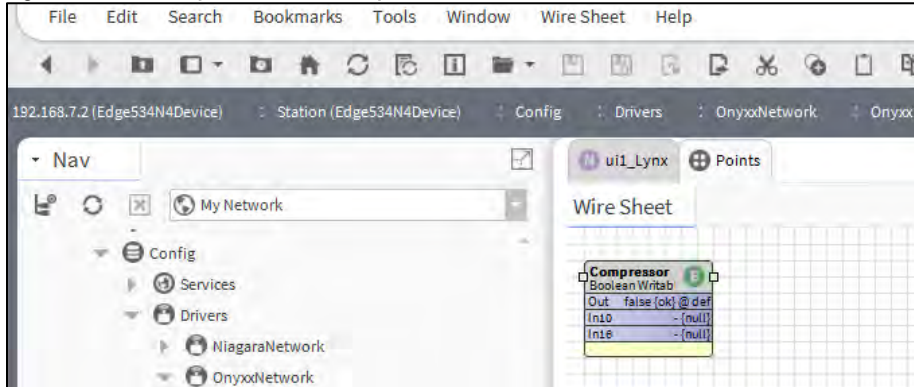 File Edit Search Bookmarks Tools Window Wire Sheet Help
192.168.7.2 (Edge534N4Device) : Station (Edge534N4Device) : Config : Drivers : OnyxxNetwork : Onyxx
Nav
ui1_Lynx Points
My Network
Wire Sheet
Config
Services
Drivers
NiagaraNetwork
OnyxxNetwork
Compressor
Boolean Writab
Out false {ok} @ def
In10 - {null}
In16 - {null}